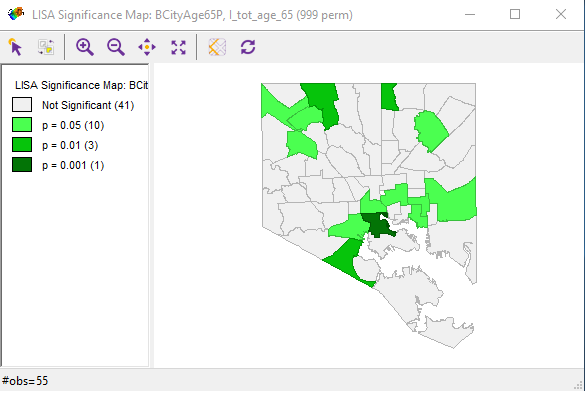 LISA Significance Map: BCityAge65P, I_tot_age_65 (999 perm)
LISA Significance Map: BCit
Not Significant (41)
p = 0.05 (10)
p = 0.01 (3)
p = 0.001 (1)
#obs=55